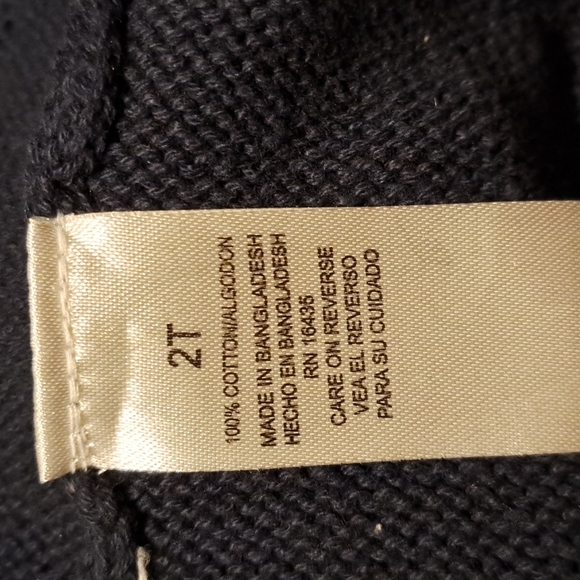 2T
100% COTTON/ALGODON
MADE IN BANGLADESH
HECHO EN BANGLADESH
RN 16435
CARE ON REVERSE
VEA EL REVERSO
PARA SU CUIDADO